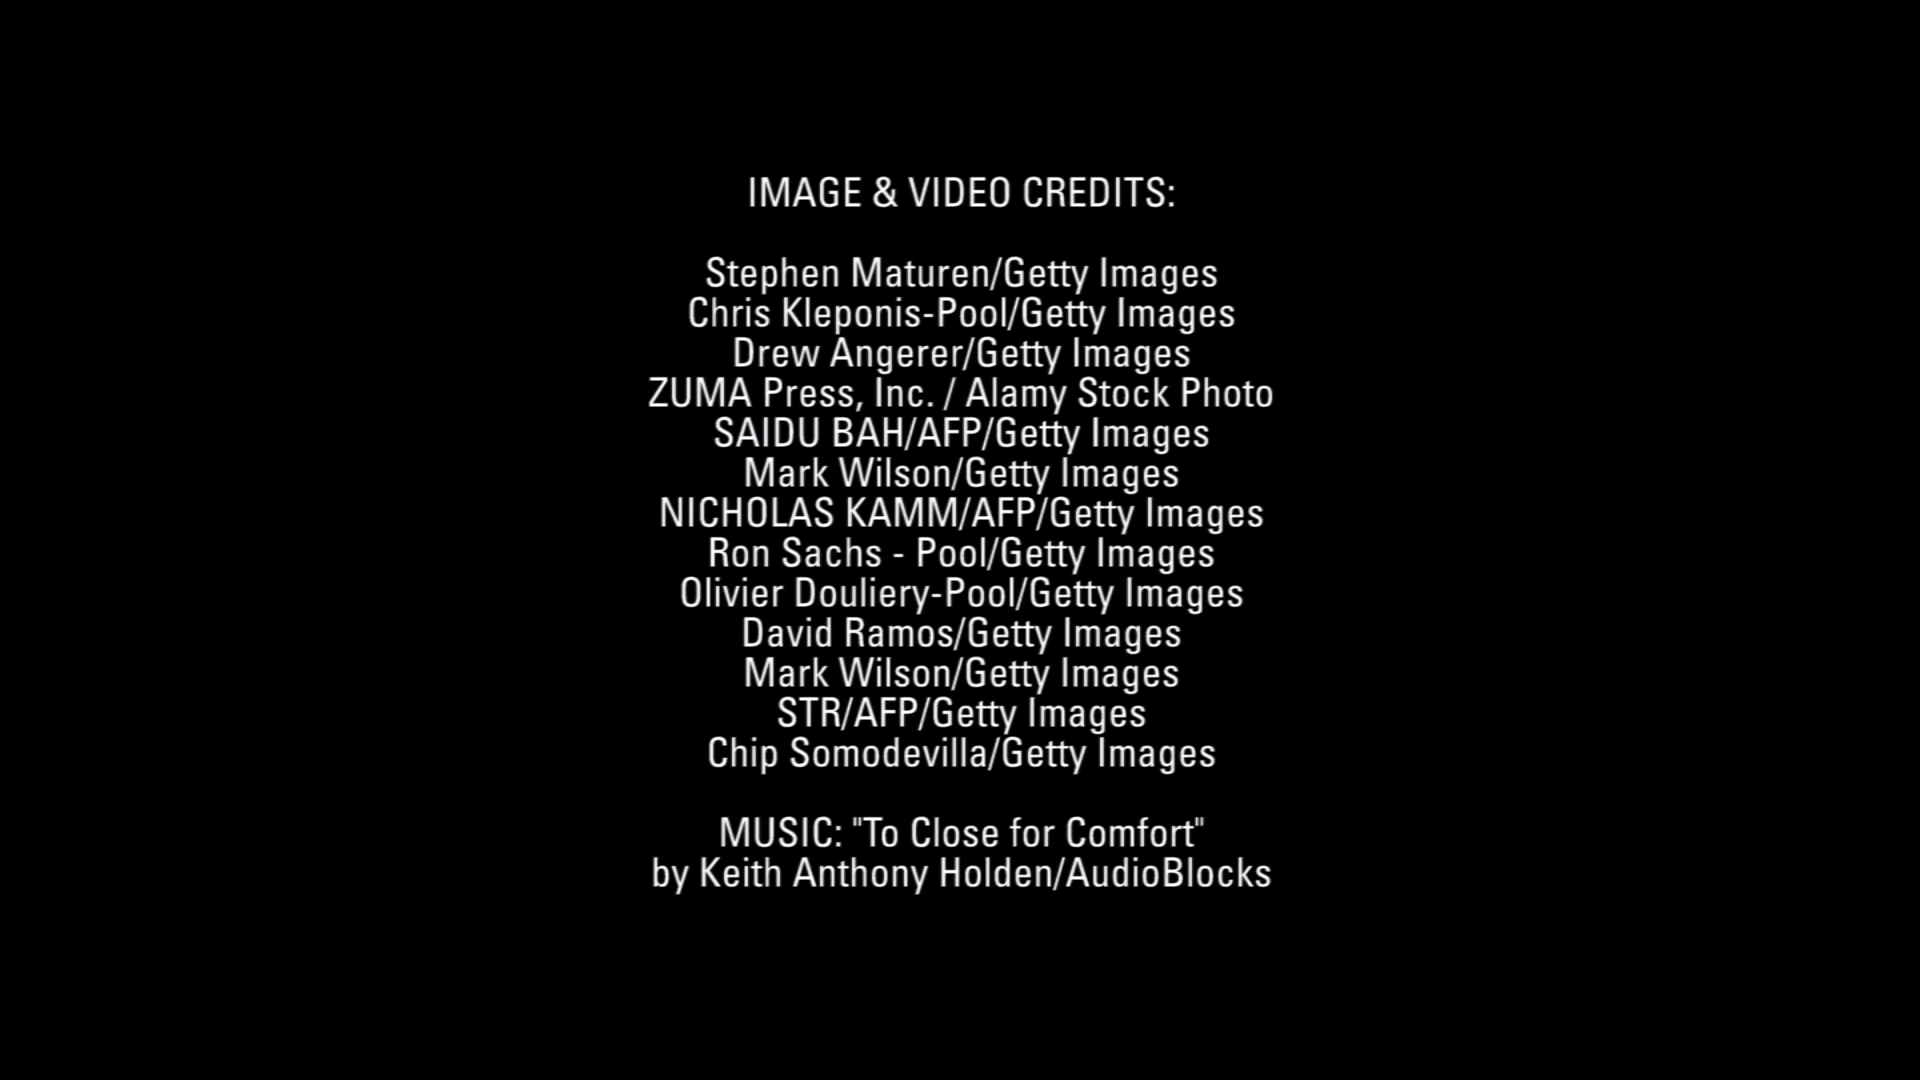 IMAGE & VIDEO CREDITS:
Stephen Maturen/Getty Images
Chris Kleponis-Pool/Getty Images
Drew Angerer/Getty Images
ZUMA Press, Inc. / Alamy Stock Photo
SAIDU BAH/AFP/Getty Images
Mark Wilson/Getty Images
NICHOLAS KAMM/AFP/Getty Images
Ron Sachs - Pool/Getty Images
Olivier Douliery-Pool/Getty Images
David Ramos/Getty Images
Mark Wilson/Getty Images
STR/AFP/Getty Images
Chip Somodevilla/Getty Images
MUSIC: "To Close for Comfort"
by Keith Anthony Holden/AudioBlocks